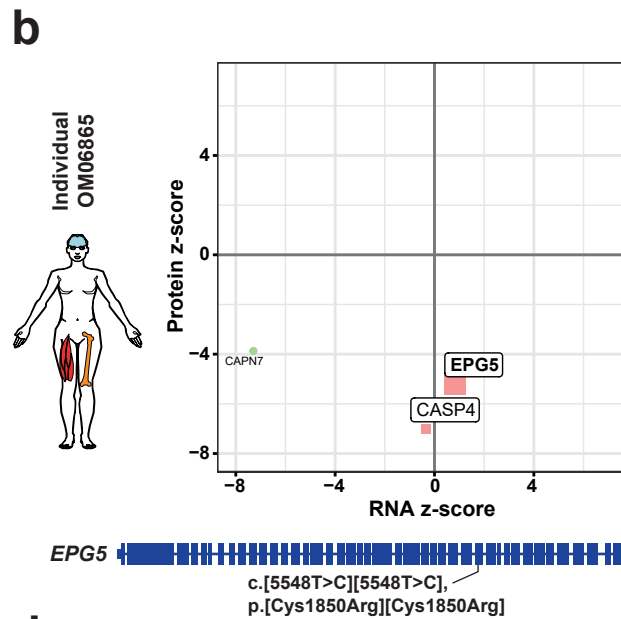 b
Individual
OM06865
Protein z-score
4
0
−4
−8
CAPN7
EPG5
CASP4
−8 −4 0 4
RNA z-score
EPG5
c.[5548T>C][5548T>C],
p.[Cys1850Arg][Cys1850Arg]